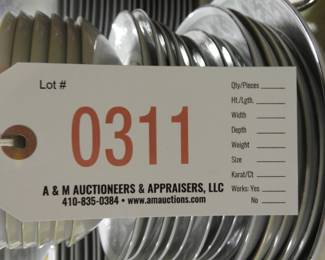 Lot #
0311
Qty/Pieces
Ht./Lgth.
Width
Depth
Weight
Size
Karat/Ct
Works: Yes
No
A & M AUCTIONEERS & APPRAISERS, LLC
410-835-0384 • www.amauctions.com